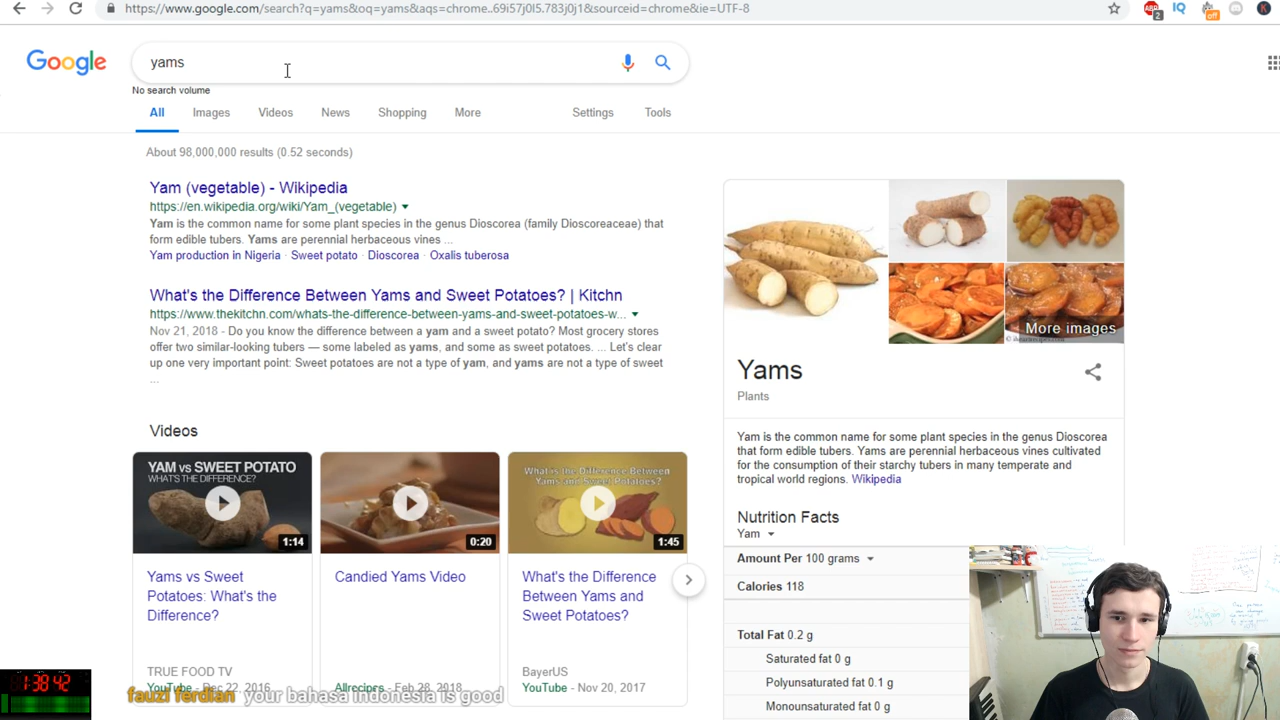 https://www.google.com/search?q=yams&oq=yams&aqs=chrome..69i57j0l5.783j0j1&sourceid=chrome&ie=UTF-8
2
IQ
off
K
Google
yams
No search volume
All
Images
Videos
News
Shopping
More
Settings
Tools
About 98,000,000 results (0.52 seconds)
Yam (vegetable) - Wikipedia
https://en.wikipedia.org/wiki/Yam_(vegetable)
Yam is the common name for some plant species in the genus Dioscorea (family Dioscoreaceae) that
form edible tubers. Yams are perennial herbaceous vines ...
Yam production in Nigeria · Sweet potato · Dioscorea · Oxalis tuberosa
What's the Difference Between Yams and Sweet Potatoes? | Kitchn
https://www.thekitchn.com/whats-the-difference-between-yams-and-sweet-potatoes-w...
Nov 21, 2018 - Do you know the difference between a yam and a sweet potato? Most grocery stores
offer two similar-looking tubers — some labeled as yams, and some as sweet potatoes. ... Let's clear
up one very important point: Sweet potatoes are not a type of yam, and yams are not a type of sweet
...
Videos
YAM vs SWEET POTATO
WHAT'S THE DIFFERENCE?
1:14
Yams vs Sweet
Potatoes: What's the
Difference?
TRUE FOOD TV
YouTube - Dec 22, 2016
0:20
Candied Yams Video
Allrecipes - Feb 28, 2018
What is the Difference Between
Yams and Sweet Potatoes?
1:45
What's the Difference
Between Yams and
Sweet Potatoes?
BayerUS
YouTube - Nov 20, 2017
More images
Yams
Plants
Yam is the common name for some plant species in the genus Dioscorea
that form edible tubers. Yams are perennial herbaceous vines cultivated
for the consumption of their starchy tubers in many temperate and
tropical world regions. Wikipedia
Nutrition Facts
Yam
Amount Per 100 grams
Calories 118
Total Fat 0.2 g
Saturated fat 0 g
Polyunsaturated fat 0.1 g
Monounsaturated fat 0 g
1:38 42
fauzi ferdian your bahasa indonesia is good